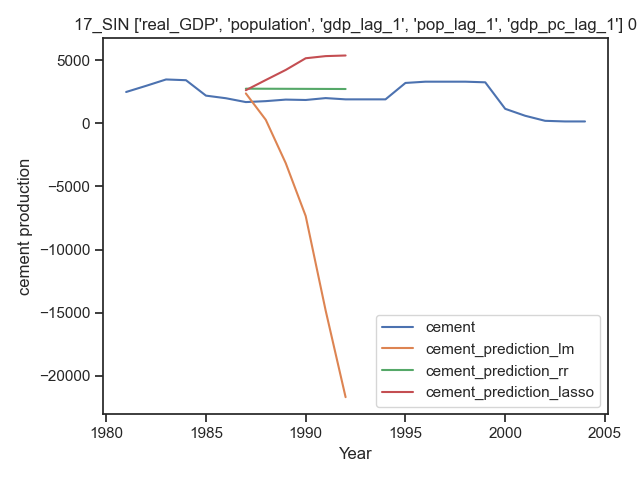 17_SIN ['real_GDP', 'population', 'gdp_lag_1', 'pop_lag_1', 'gdp_pc_lag_1'] 0
5000
0
−5000
−10000
−15000
−20000
cement production
1980
1985
1990
1995
2000
2005
Year
cement
cement_prediction_lm
cement_prediction_rr
cement_prediction_lasso